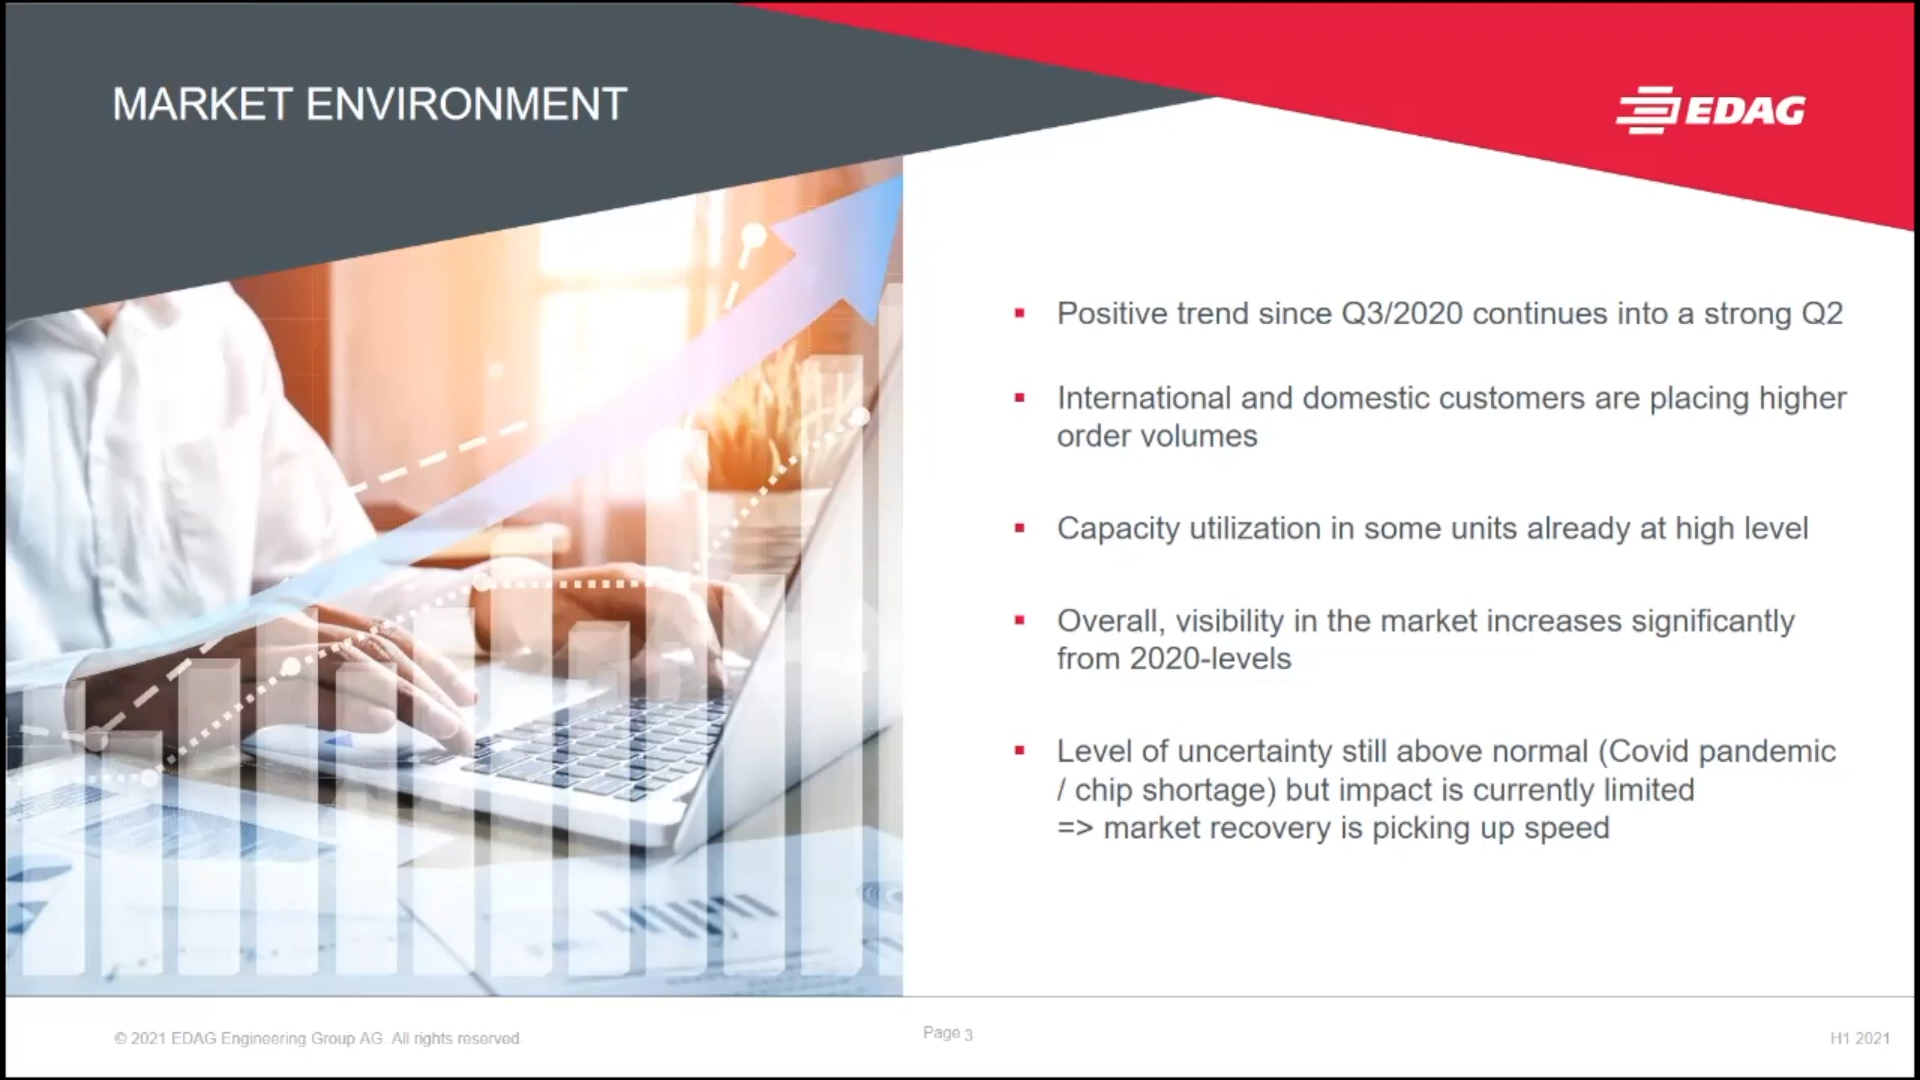 MARKET ENVIRONMENT
EDAG
Positive trend since Q3/2020 continues into a strong Q2
International and domestic customers are placing higher
order volumes
Capacity utilization in some units already at high level
Overall, visibility in the market increases significantly
from 2020-levels
Level of uncertainty still above normal (Covid pandemic
/ chip shortage) but impact is currently limited
=> market recovery is picking up speed
© 2021 EDAG Engineering Group AG. All rights reserved.
Page 3
H1 2021